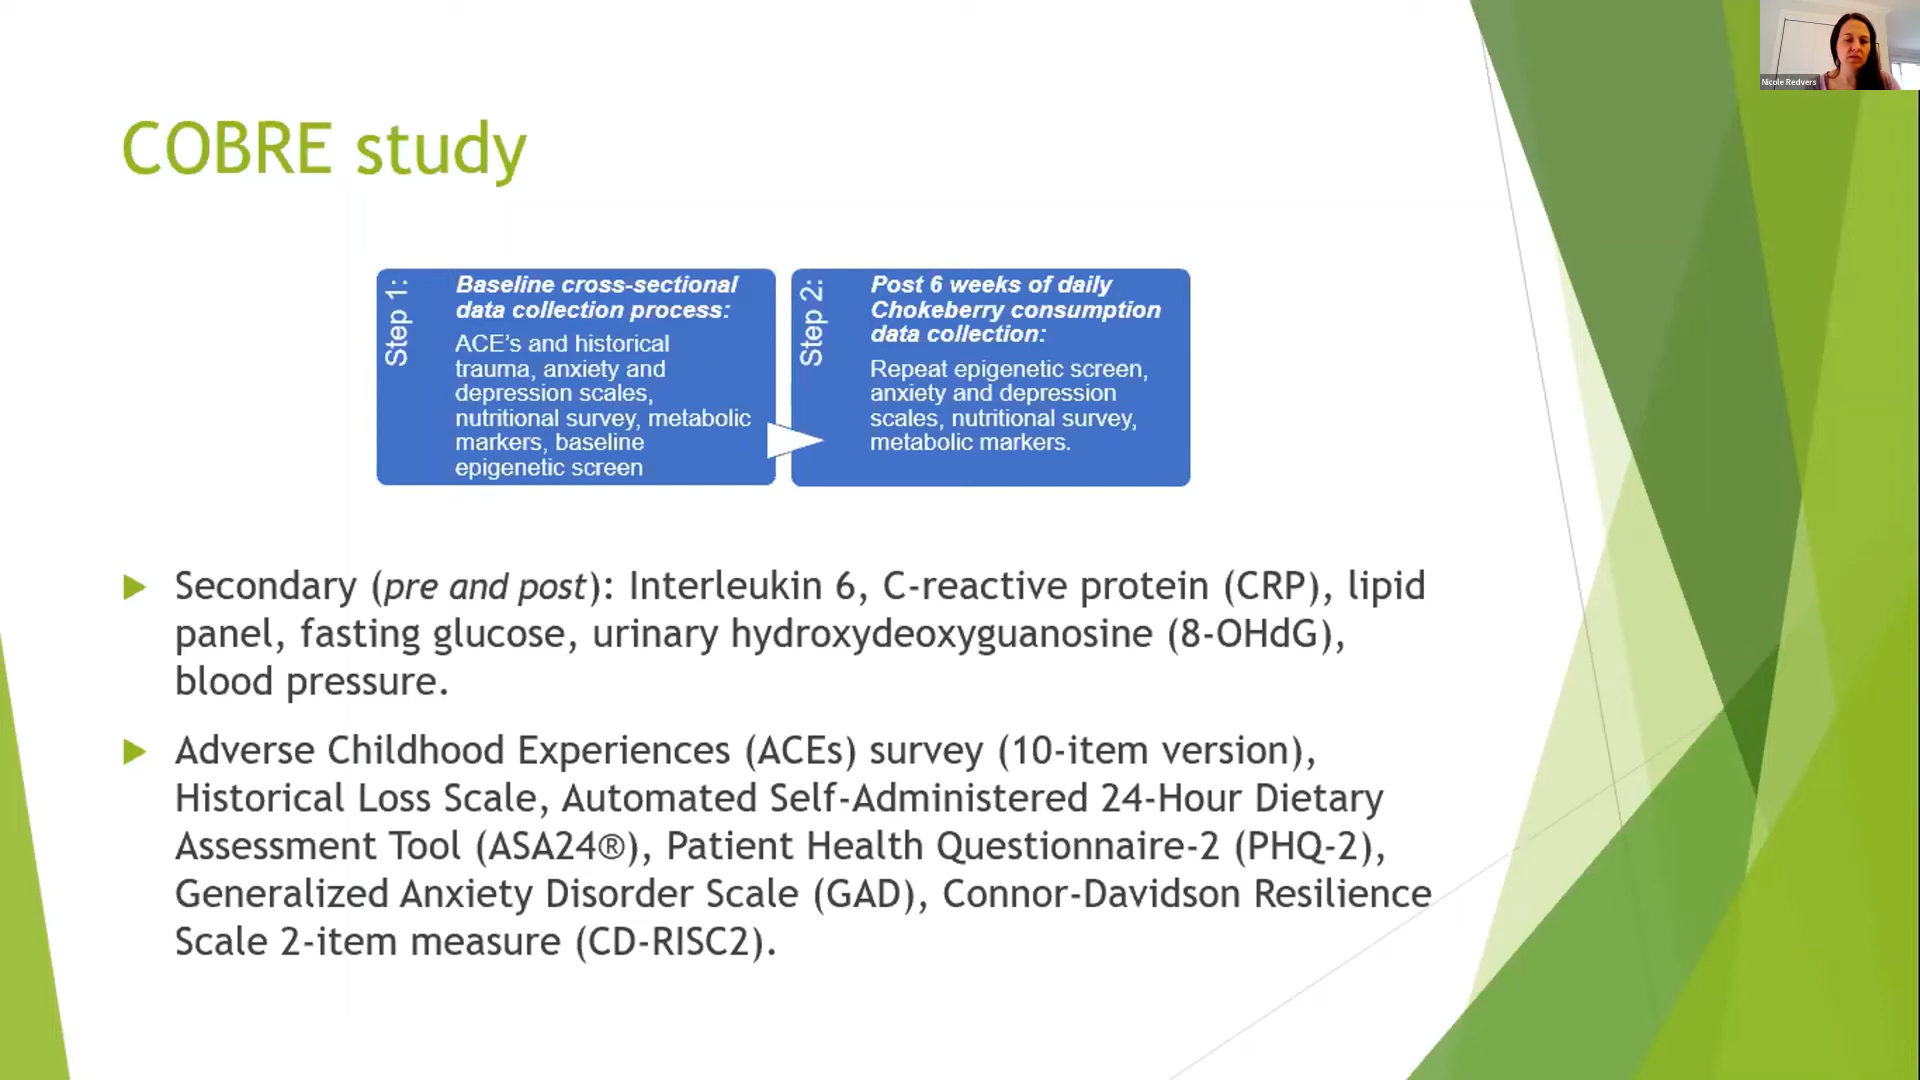 Nicole Redvers
COBRE study
Step 1:
Baseline cross-sectional
data collection process:
ACE's and historical
trauma, anxiety and
depression scales,
nutritional survey, metabolic
markers, baseline
epigenetic screen
Step 2:
Post 6 weeks of daily
Chokeberry consumption
data collection:
Repeat epigenetic screen,
anxiety and depression
scales, nutritional survey,
metabolic markers.
Secondary (pre and post): Interleukin 6, C-reactive protein (CRP), lipid
panel, fasting glucose, urinary hydroxydeoxyguanosine (8-OHdG),
blood pressure.
Adverse Childhood Experiences (ACEs) survey (10-item version),
Historical Loss Scale, Automated Self-Administered 24-Hour Dietary
Assessment Tool (ASA24®), Patient Health Questionnaire-2 (PHQ-2),
Generalized Anxiety Disorder Scale (GAD), Connor-Davidson Resilience
Scale 2-item measure (CD-RISC2).